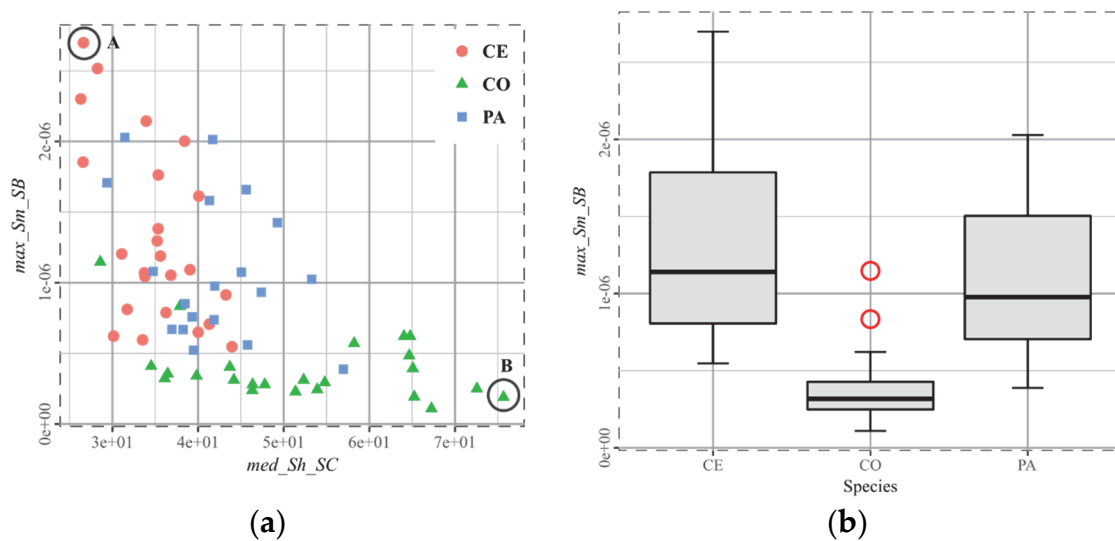 A
CE
CO
PA
B
max_Sm_SB
0e+00
1e-06
2e-06
3e+01 4e+01 5e+01 6e+01 7e+01
med_Sh_SC
(a)
max_Sm_SB
0e+00
1e-06
2e-06
CE CO PA
Species
(b)